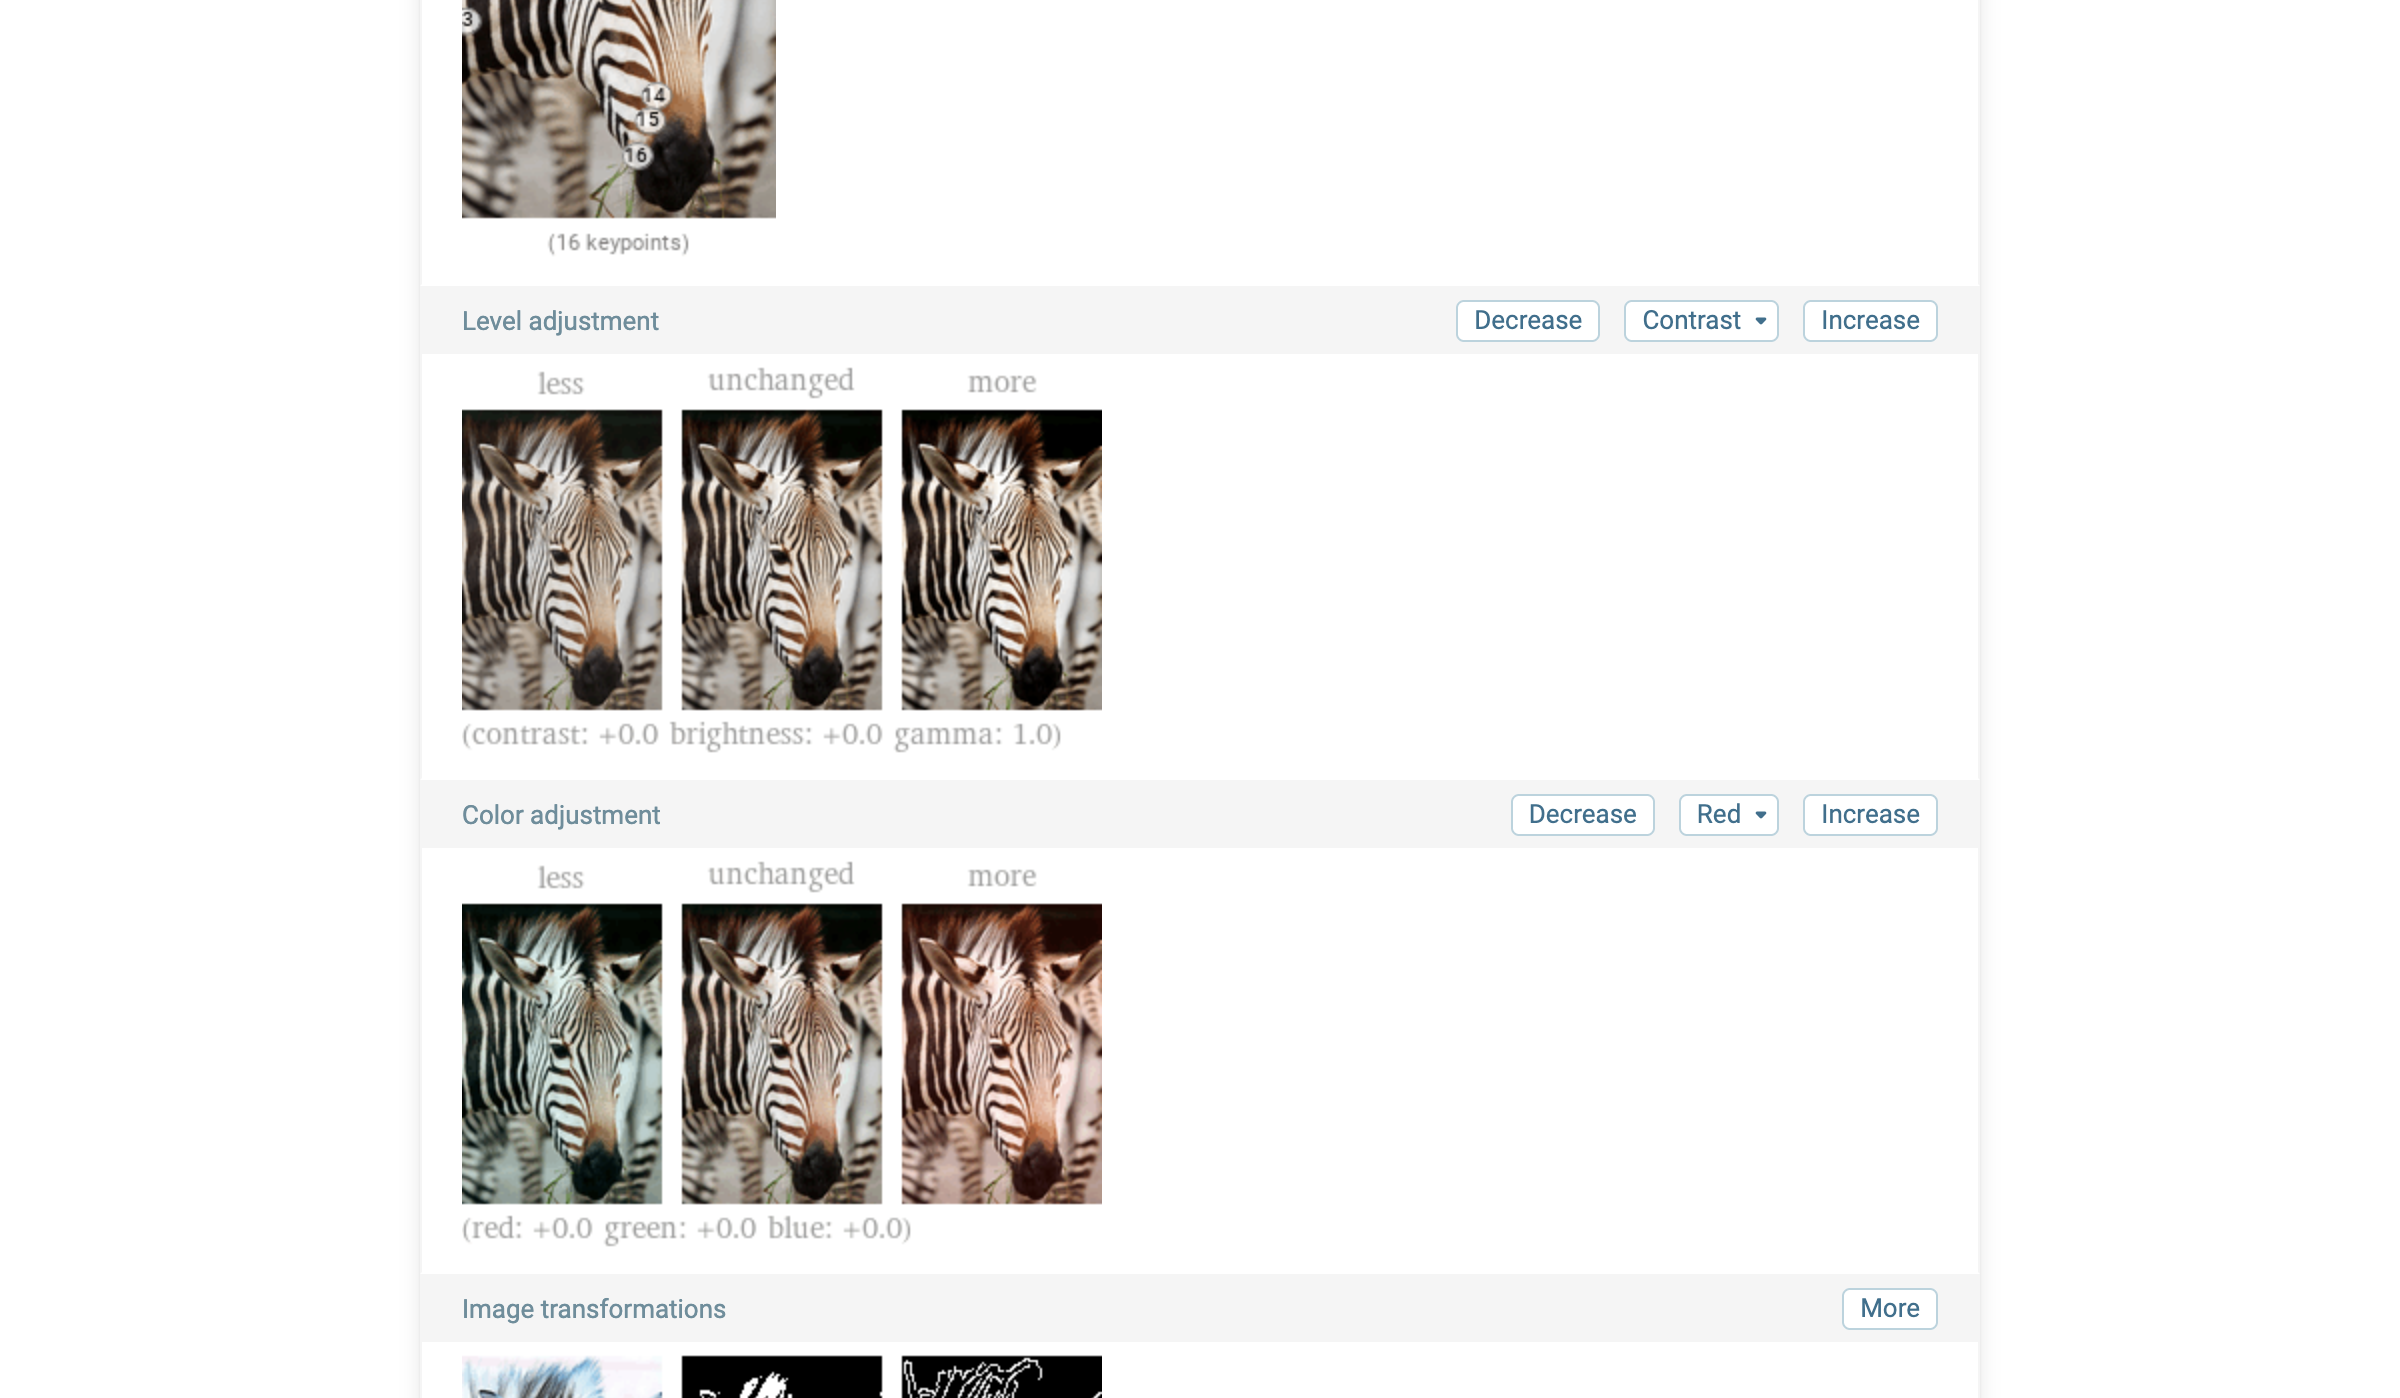 3
14
15
16
(16 keypoints)
Level adjustment Decrease Contrast Increase
less unchanged more
(contrast: +0.0 brightness: +0.0 gamma: 1.0)
Color adjustment Decrease Red Increase
less unchanged more
(red: +0.0 green: +0.0 blue: +0.0)
Image transformations More